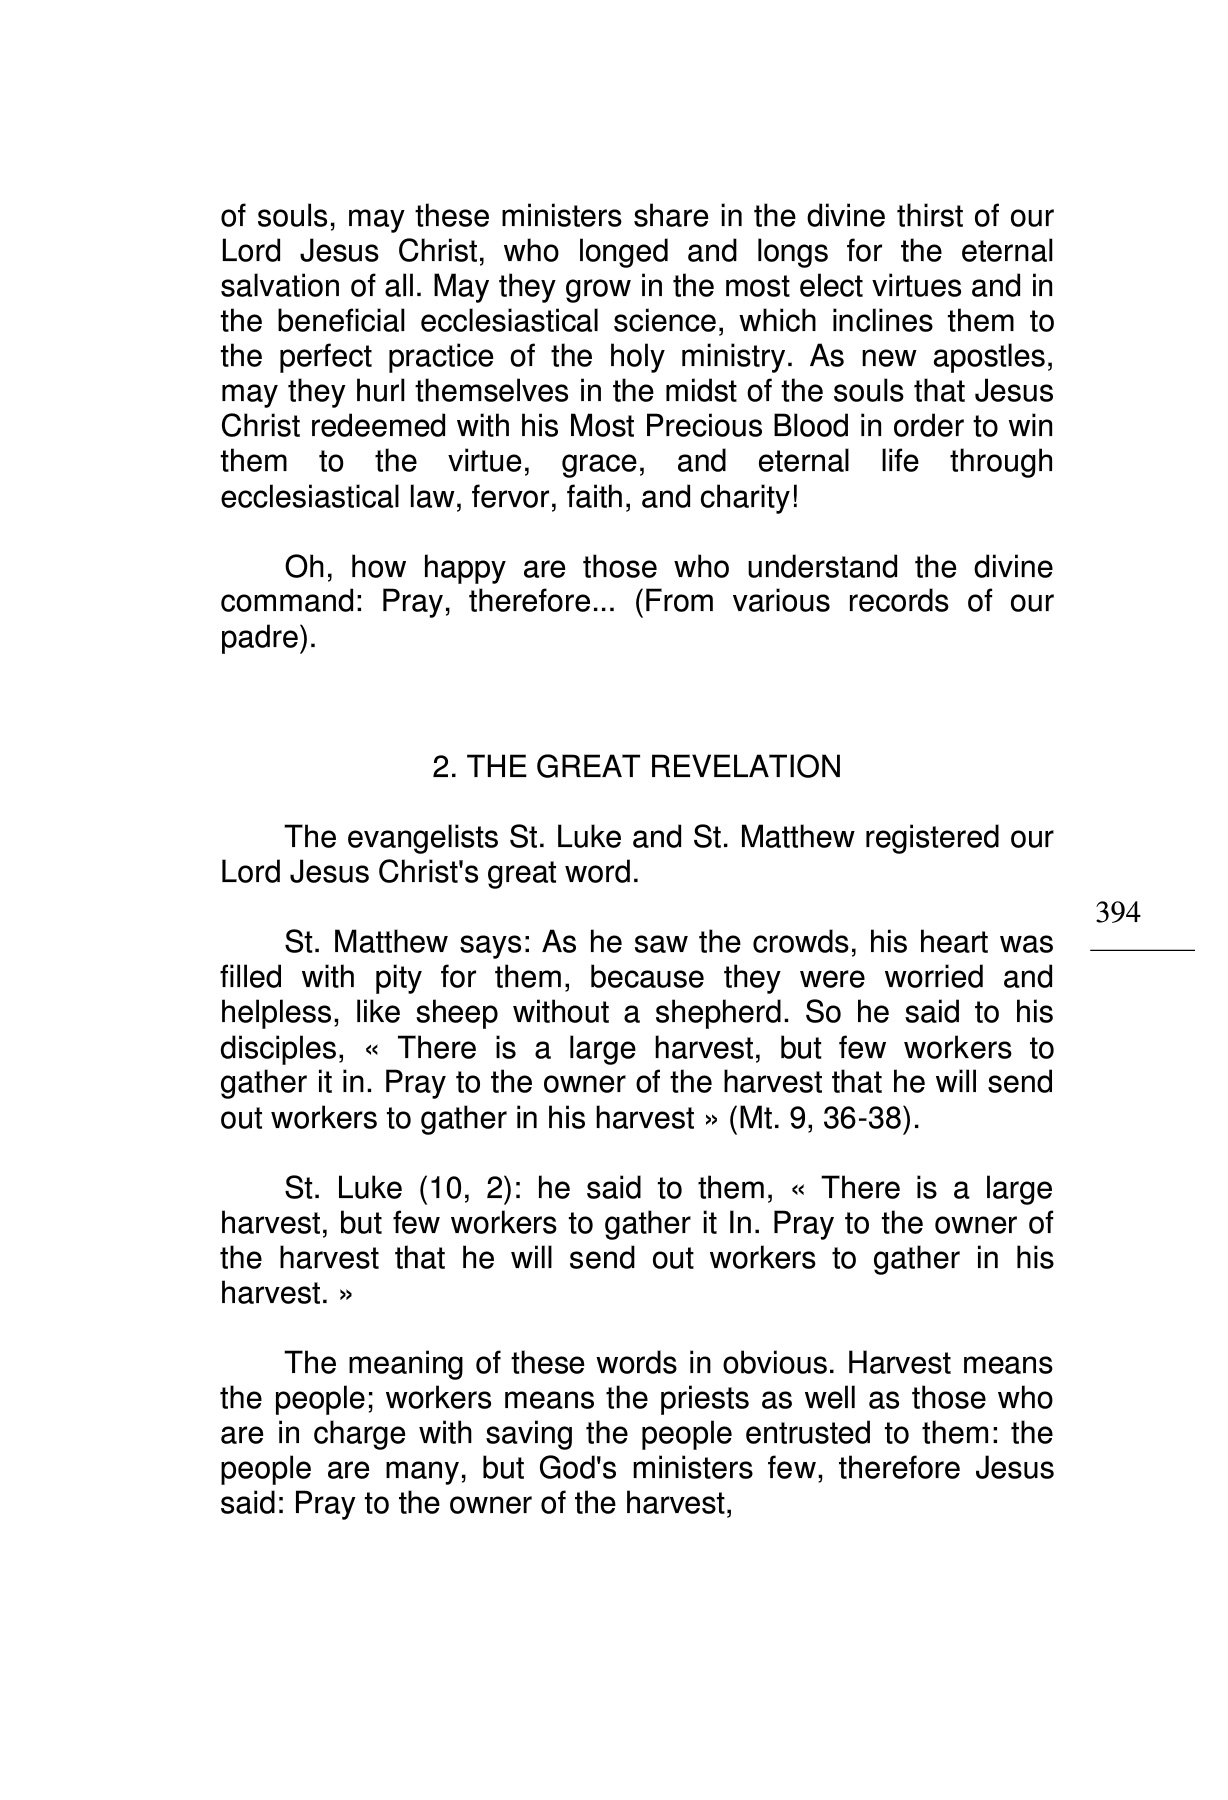 of souls, may these ministers share in the divine thirst of our
Lord Jesus Christ, who longed and longs for the eternal
salvation of all. May they grow in the most elect virtues and in
the beneficial ecclesiastical science, which inclines them to
the perfect practice of the holy ministry. As new apostles,
may they hurl themselves in the midst of the souls that Jesus
Christ redeemed with his Most Precious Blood in order to win
them to the virtue, grace, and eternal life through
ecclesiastical law, fervor, faith, and charity!
Oh, how happy are those who understand the divine
command: Pray, therefore... (From various records of our
padre).
2. THE GREAT REVELATION
The evangelists St. Luke and St. Matthew registered our
Lord Jesus Christ's great word.
394
St. Matthew says: As he saw the crowds, his heart was
filled with pity for them, because they were worried and
helpless, like sheep without a shepherd. So he said to his
disciples, « There is a large harvest, but few workers to
gather it in. Pray to the owner of the harvest that he will send
out workers to gather in his harvest » (Mt. 9, 36-38).
St. Luke (10, 2): he said to them, « There is a large
harvest, but few workers to gather it In. Pray to the owner of
the harvest that he will send out workers to gather in his
harvest. »
The meaning of these words in obvious. Harvest means
the people; workers means the priests as well as those who
are in charge with saving the people entrusted to them: the
people are many, but God's ministers few, therefore Jesus
said: Pray to the owner of the harvest,